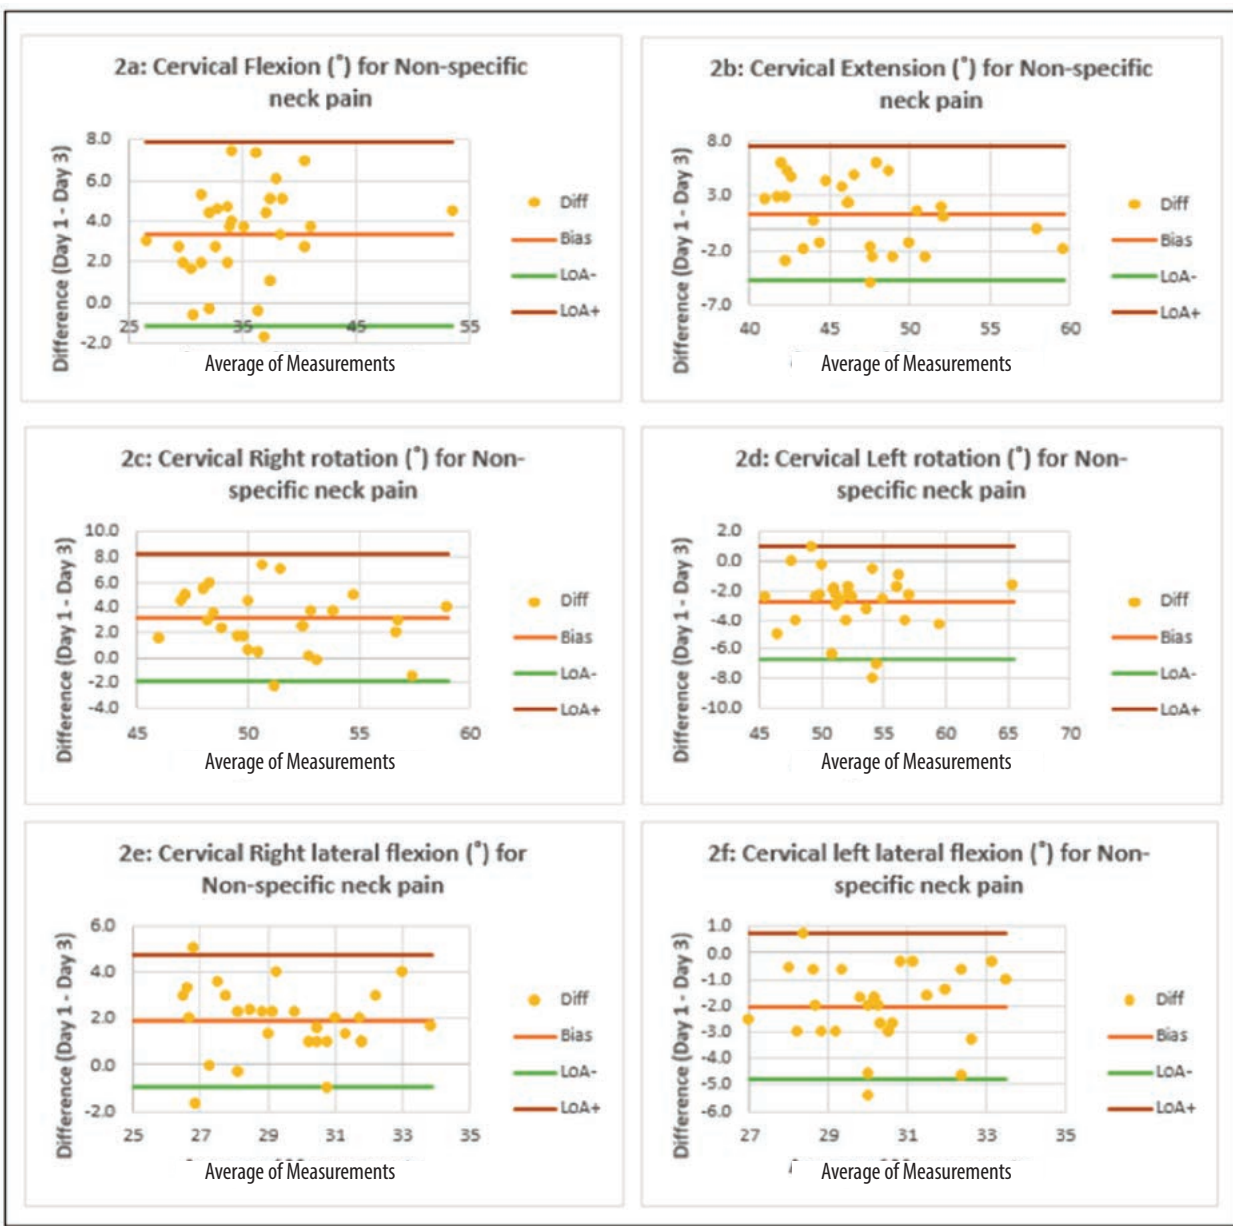 2a: Cervical Flexion (˚) for Non-specific
neck pain
Difference (Day 1 - Day 3)
8.0
6.0
4.0
2.0
0.0
-2.0
25
35
45
55
Average of Measurements
Diff
Bias
LoA-
LoA+
2b: Cervical Extension (˚) for Non-specific
neck pain
Difference (Day 1 - Day 3)
8.0
3.0
-2.0
-7.0
40
45
50
55
60
Average of Measurements
Diff
Bias
LoA-
LoA+
2c: Cervical Right rotation (˚) for Non-
specific neck pain
Difference (Day 1 - Day 3)
10.0
8.0
6.0
4.0
2.0
0.0
-2.0
-4.0
45
50
55
60
Average of Measurements
Diff
Bias
LoA-
LoA+
2d: Cervical Left rotation (˚) for Non-
specific neck pain
Difference (Day 1 - Day 3)
2.0
0.0
-2.0
-4.0
-6.0
-8.0
-10.0
45
50
55
60
65
70
Average of Measurements
Diff
Bias
LoA-
LoA+
2e: Cervical Right lateral flexion (˚) for
Non-specific neck pain
Difference (Day 1 - Day 3)
6.0
4.0
2.0
0.0
-2.0
25
27
29
31
33
35
Average of Measurements
Diff
Bias
LoA-
LoA+
2f: Cervical left lateral flexion (˚) for Non-
specific neck pain
Difference (Day 1 - Day 3)
1.0
0.0
-1.0
-2.0
-3.0
-4.0
-5.0
-6.0
27
29
31
33
35
Average of Measurements
Diff
Bias
LoA-
LoA+